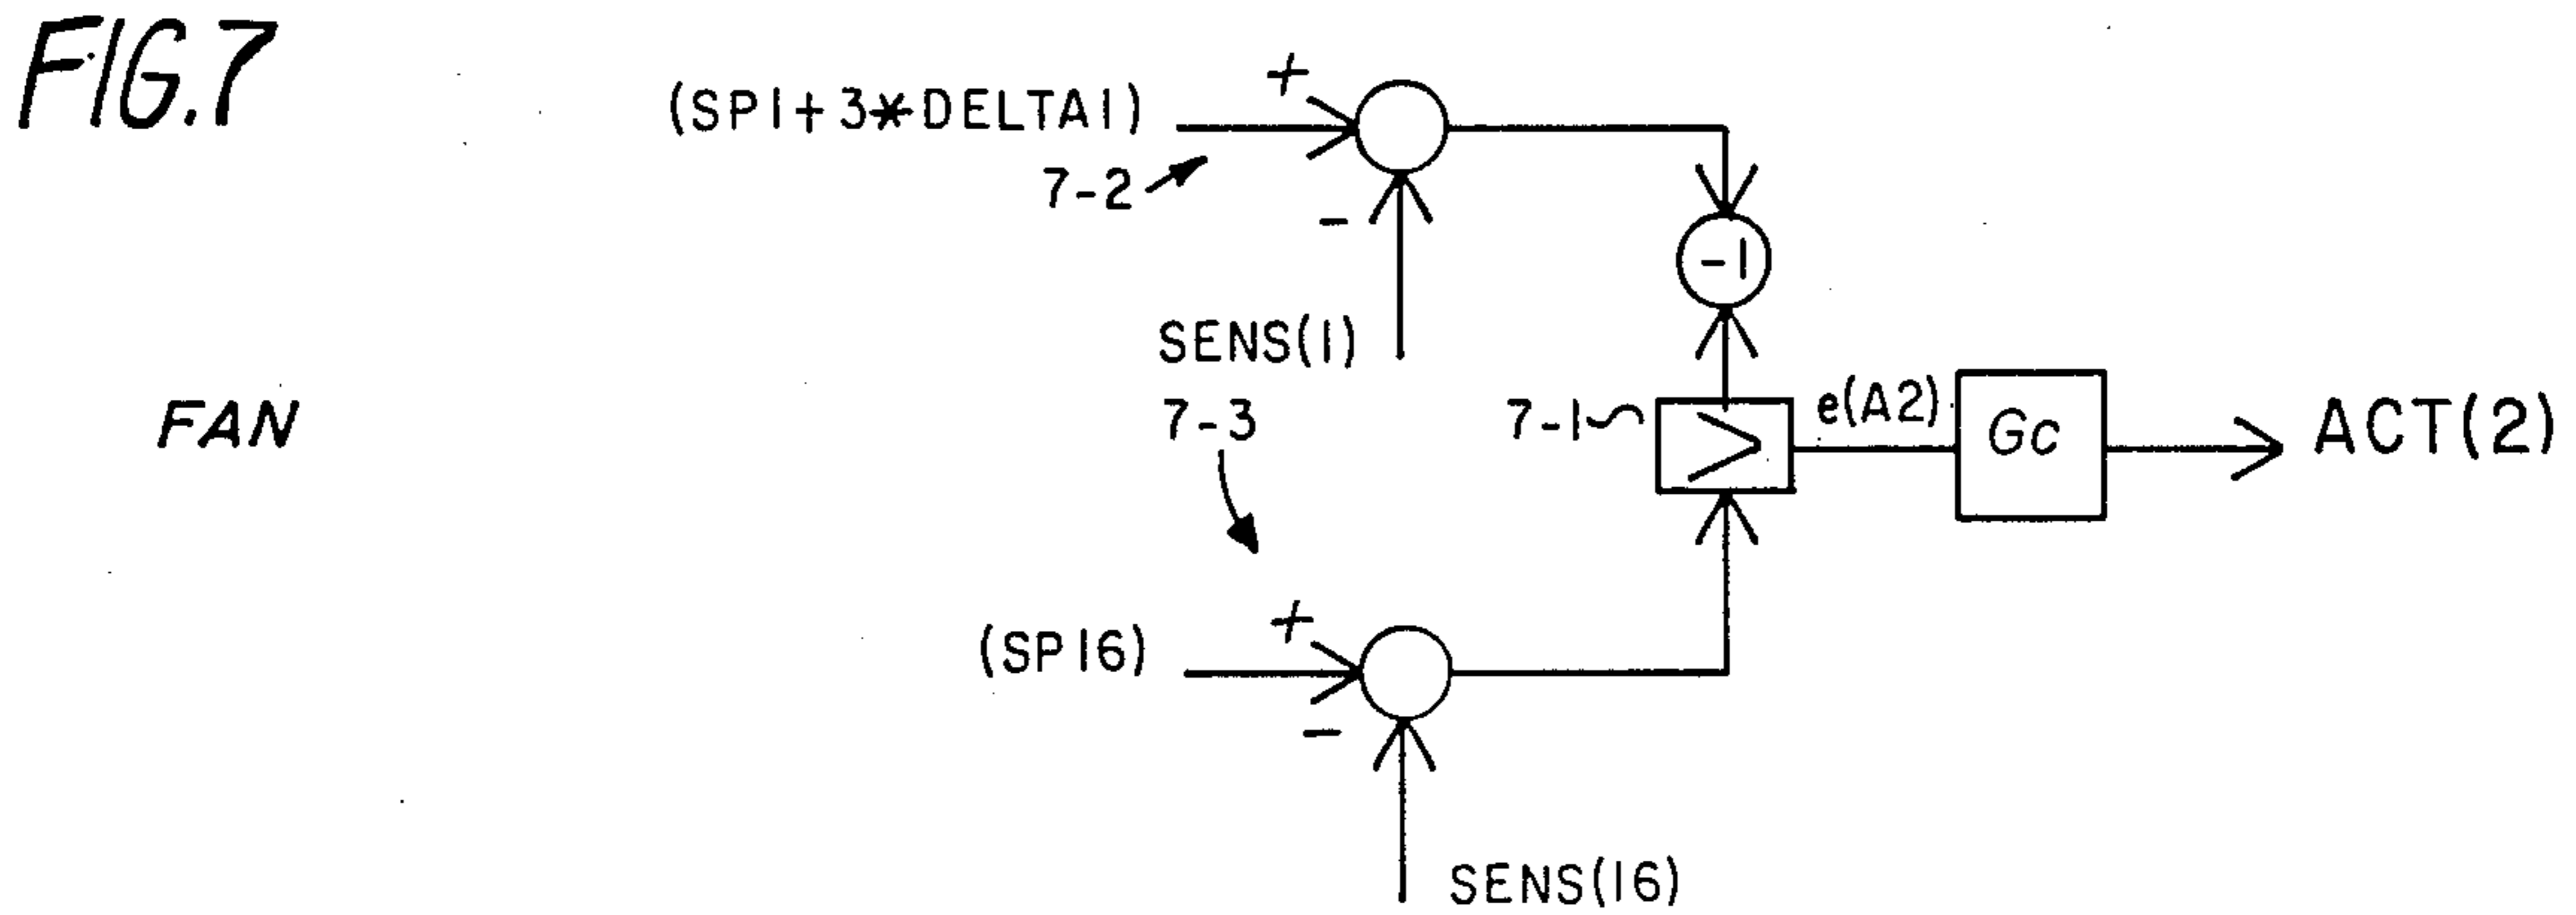 FIG.7
(SP1+3*DELTA1)
+
7-2
-
-1
SENS(1)
7-3
FAN
7-1
>
e(A2)
Gc
ACT(2)
(SP16)
+
-
SENS(16)